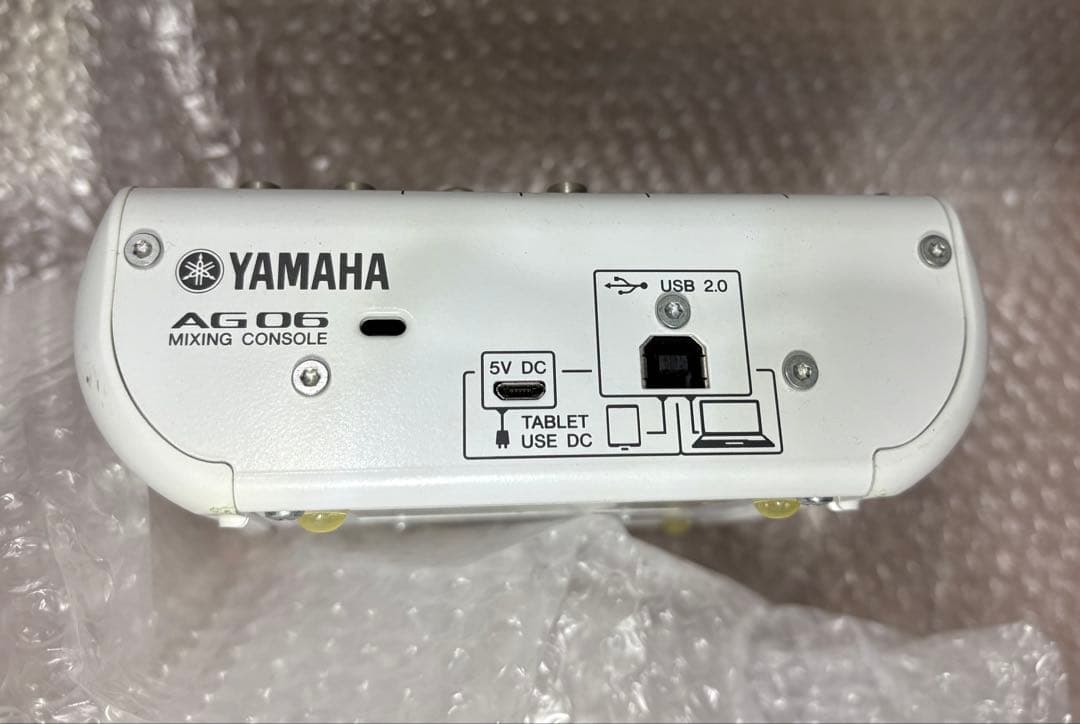 YAMAHA
AG06
MIXING CONSOLE
USB 2.0
5V DC
TABLET
USE DC